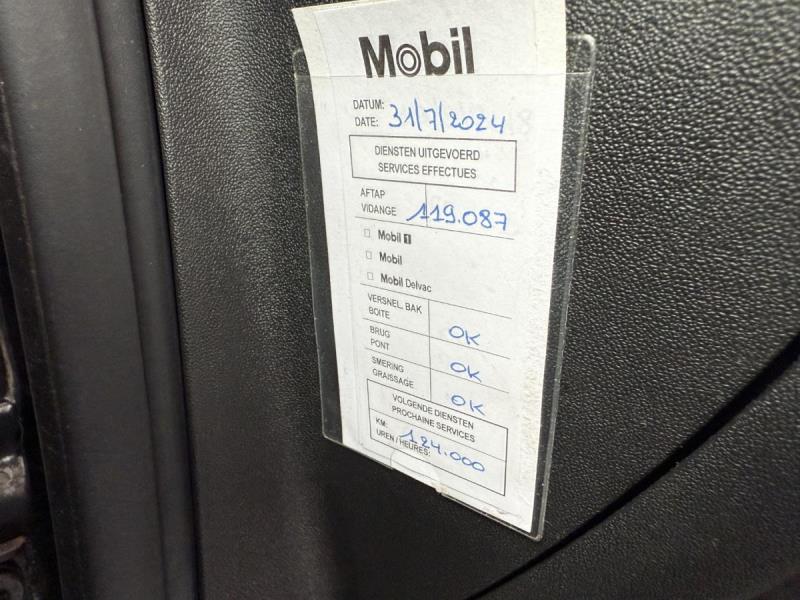 Mobil
DATUM:
DATE: 31/7/2024
DIENSTEN UITGEVOERD
SERVICES EFFECTUES
AFTAP
VIDANGE 119.087
Mobil 1
Mobil
Mobil Delvac
VERSNEL. BAK
BOITE OK
BRUG
PONT OK
SMERING
GRAISSAGE OK
VOLGENDE DIENSTEN
PROCHAINE SERVICES
KM: 124.000
UREN / HEURES: